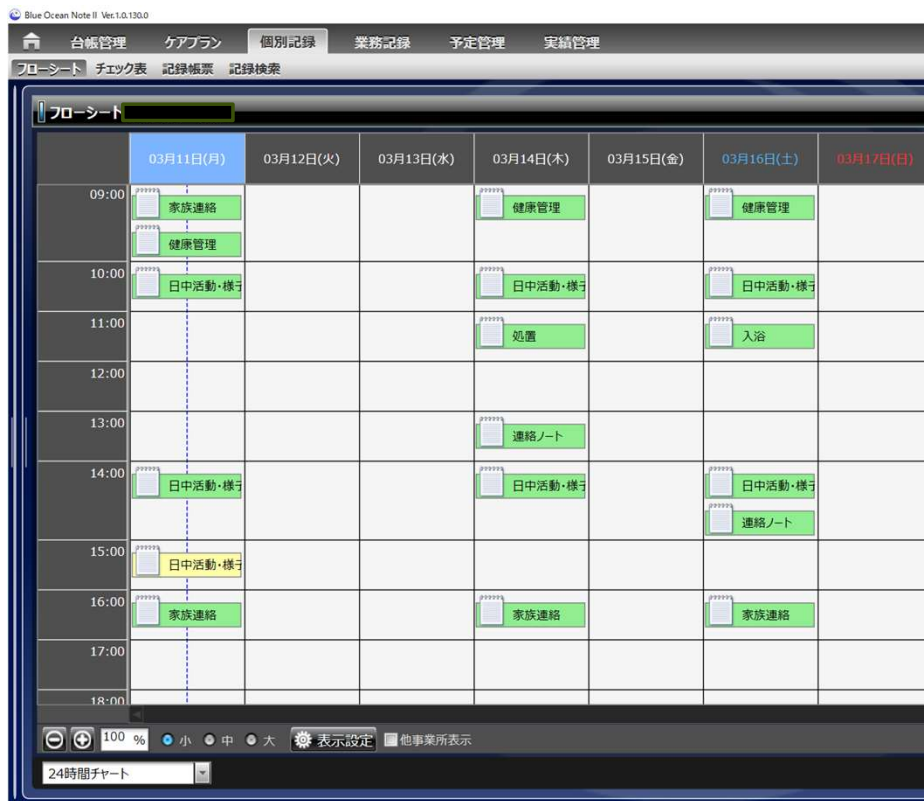 Blue Ocean Note II Ver.1.0.130.0
台帳管理 ケアプラン 個別記録 業務記録 予定管理 実績管理
フローシート チェック表 記録帳票 記録検索
フローシート
03月11日(月) 03月12日(火) 03月13日(水) 03月14日(木) 03月15日(金) 03月16日(土) 03月17日(日)
09:00 家族連絡 健康管理 健康管理
健康管理
10:00 日中活動・様子 日中活動・様子 日中活動・様子
11:00 処置 入浴
12:00
13:00 連絡ノート
14:00 日中活動・様子 日中活動・様子 日中活動・様子
連絡ノート
15:00 日中活動・様子
16:00 家族連絡 家族連絡 家族連絡
17:00
18:00
100 % 小 中 大 表示設定 他事業所表示
24時間チャート